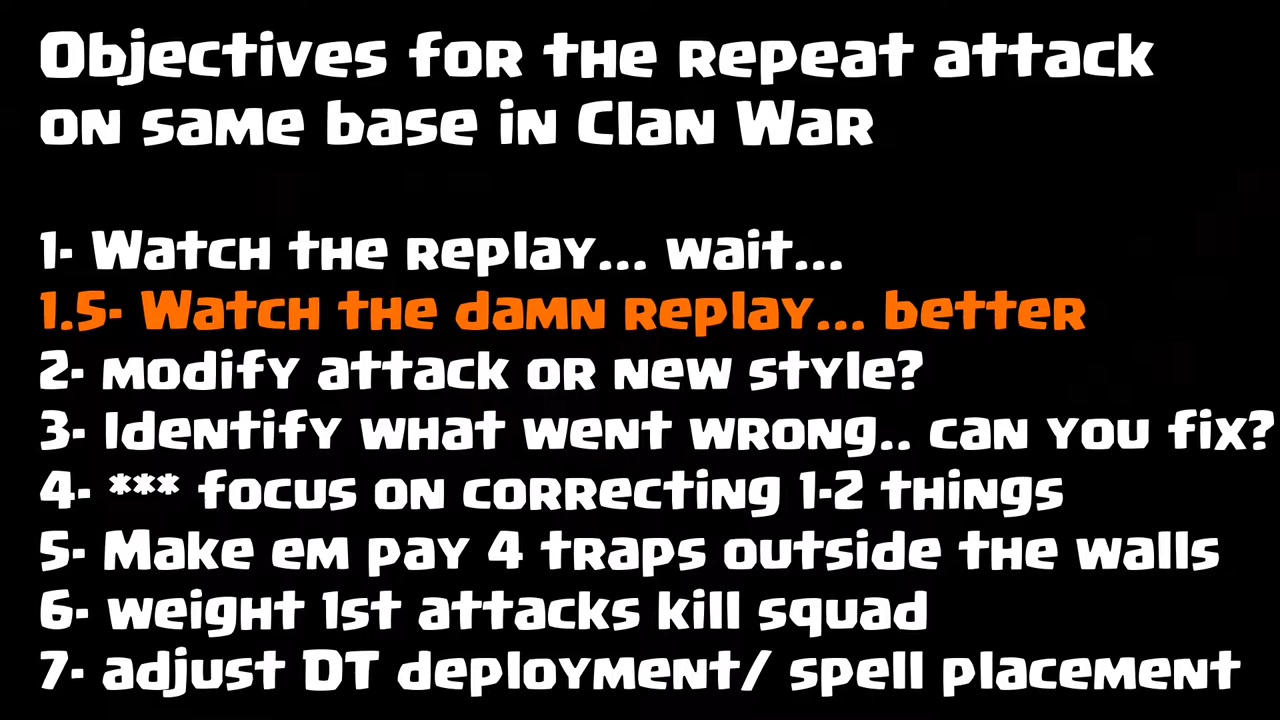 Objectives for the repeat attack
on same base in Clan War
1- Watch the replay... wait...
1.5- Watch the damn replay... better
2- modify attack or new style?
3- Identify what went wrong.. can you fix?
4- *** focus on correcting 1-2 things
5- Make em pay 4 traps outside the walls
6- weight 1st attacks kill squad
7- adjust DT deployment/ spell placement